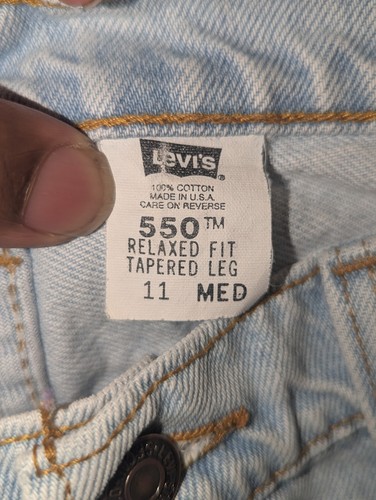 Levi's
100% COTTON
MADE IN U.S.A.
CARE ON REVERSE
550™
RELAXED FIT
TAPERED LEG
11 MED